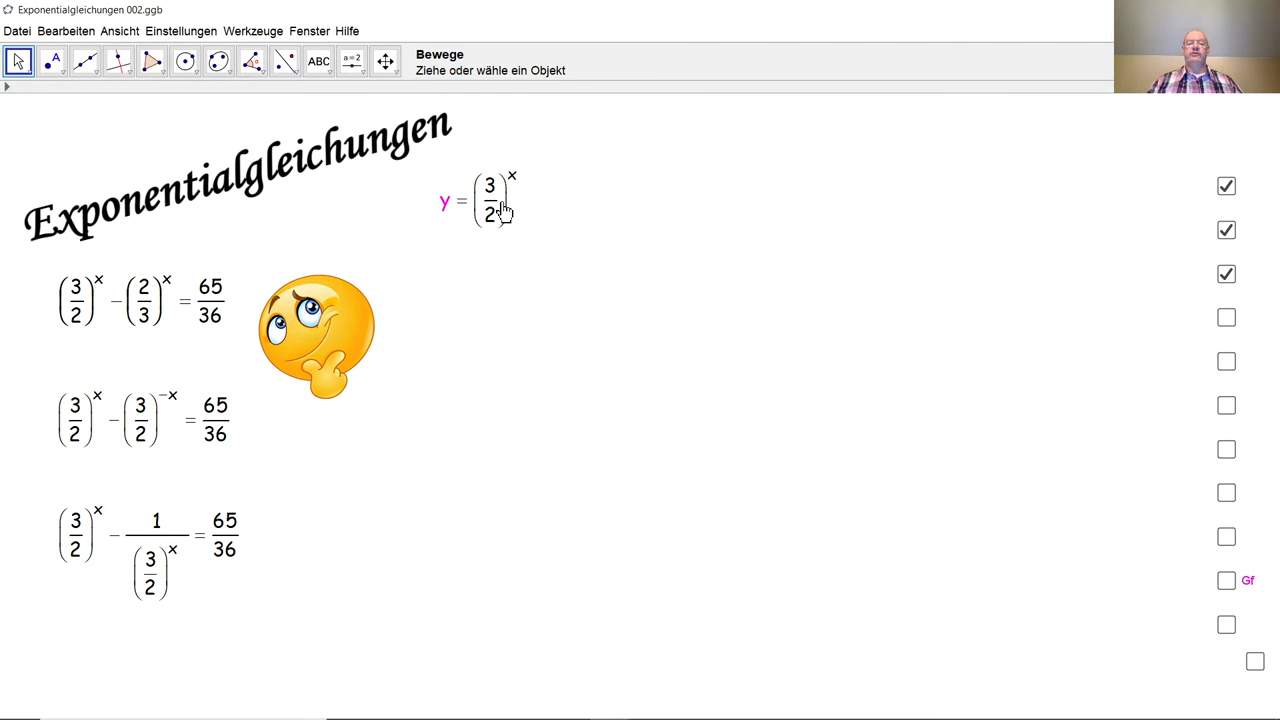 Exponentialgleichungen 002.ggb
Datei Bearbeiten Ansicht Einstellungen Werkzeuge Fenster Hilfe
A ABC a=2
Bewege
Ziehe oder wähle ein Objekt
Exponentialgleichungen
y = (3/2)^x
(3/2)^x − (2/3)^x = 65/36
(3/2)^x − (3/2)^−x = 65/36
(3/2)^x − 1/(3/2)^x = 65/36
Gf